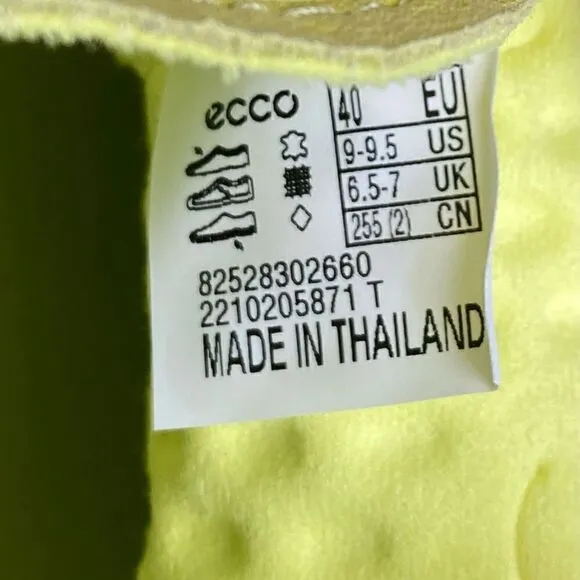 ecco
40 EU
9-9.5 US
6.5-7 UK
255 (2) CN
82528302660
2210205871 T
MADE IN THAILAND